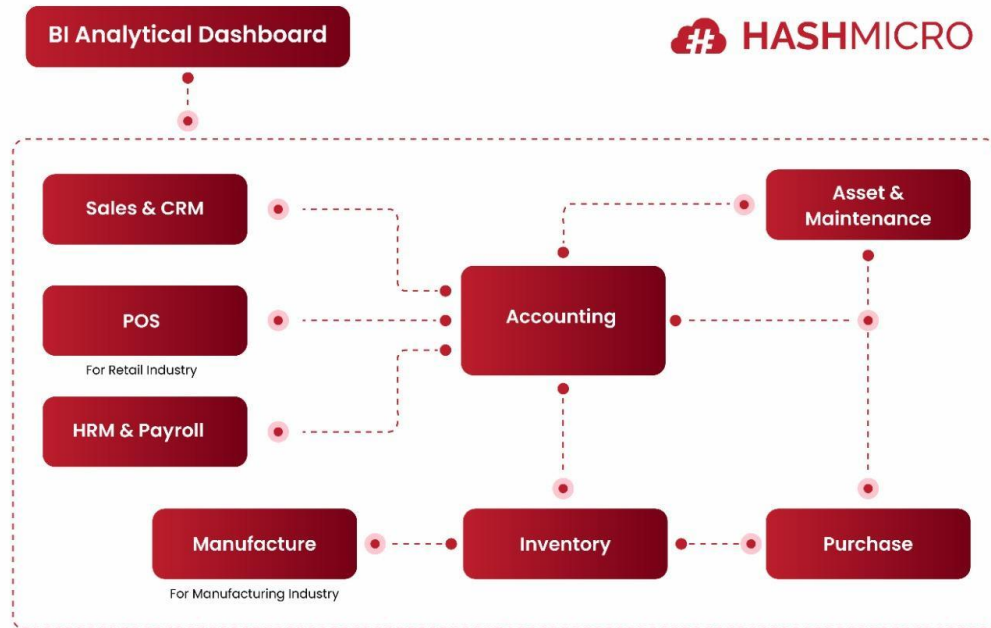 BI Analytical Dashboard
# HASHMICRO
Sales & CRM
Asset &
Maintenance
POS
For Retail Industry
Accounting
HRM & Payroll
Manufacture
For Manufacturing Industry
Inventory
Purchase